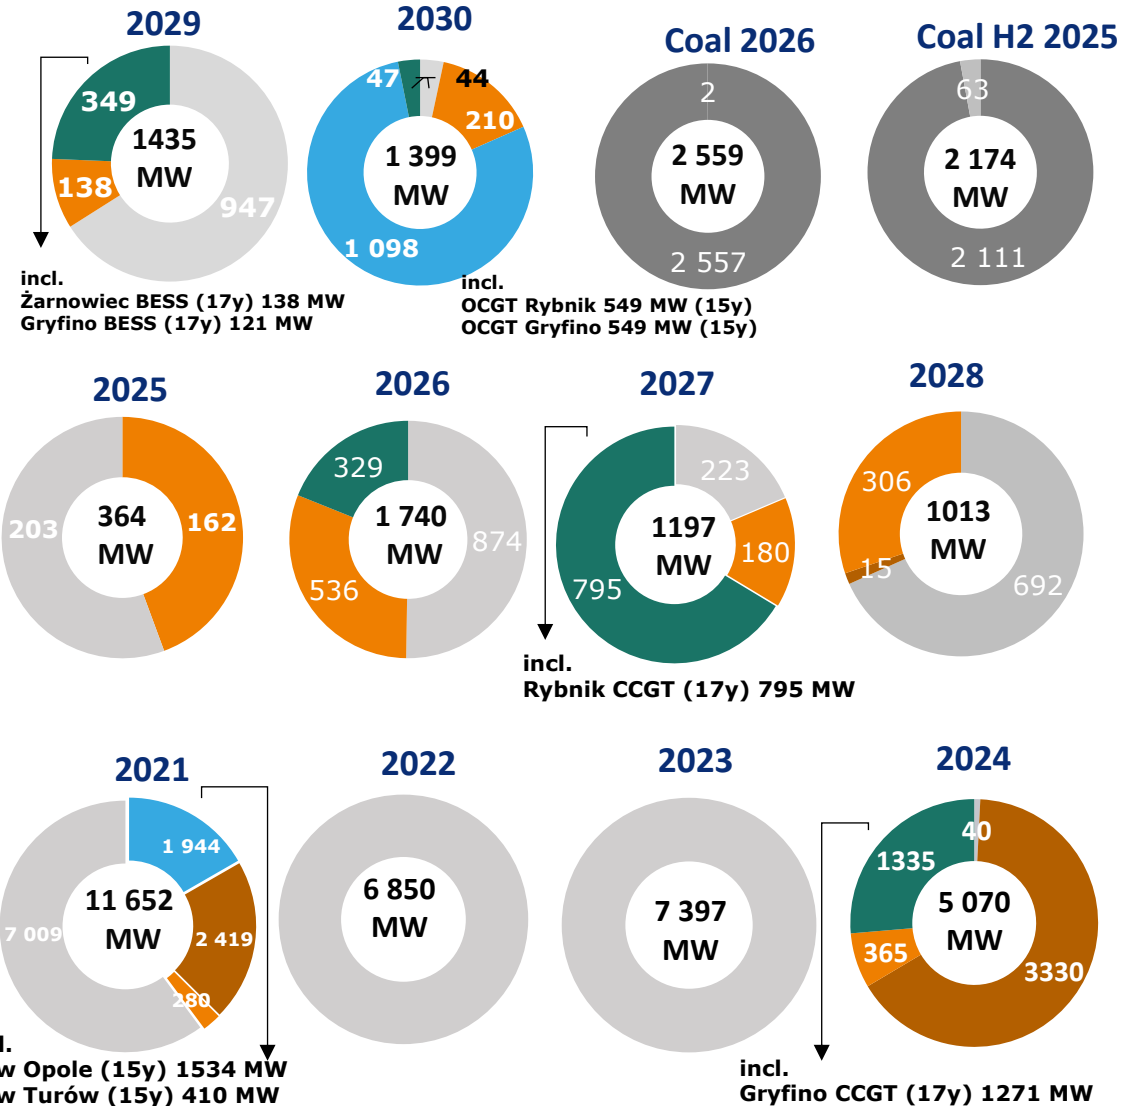 2029
349
1435
MW
138
947
incl.
Żarnowiec BESS (17y) 138 MW
Gryfino BESS (17y) 121 MW
2030
47
44
210
1 399
MW
1 098
incl.
OCGT Rybnik 549 MW (15y)
OCGT Gryfino 549 MW (15y)
Coal 2026
2
2 559
MW
2 557
Coal H2 2025
63
2 174
MW
2 111
2025
203
364
MW
162
2026
329
1 740
MW
874
536
2027
223
1197
MW
180
795
incl.
Rybnik CCGT (17y) 795 MW
2028
306
1013
MW
15
692
2021
1 944
11 652
MW
7 009
2 419
280
l.
w Opole (15y) 1534 MW
w Turów (15y) 410 MW
2022
6 850
MW
2023
7 397
MW
2024
40
1335
5 070
MW
365
3330
incl.
Gryfino CCGT (17y) 1271 MW